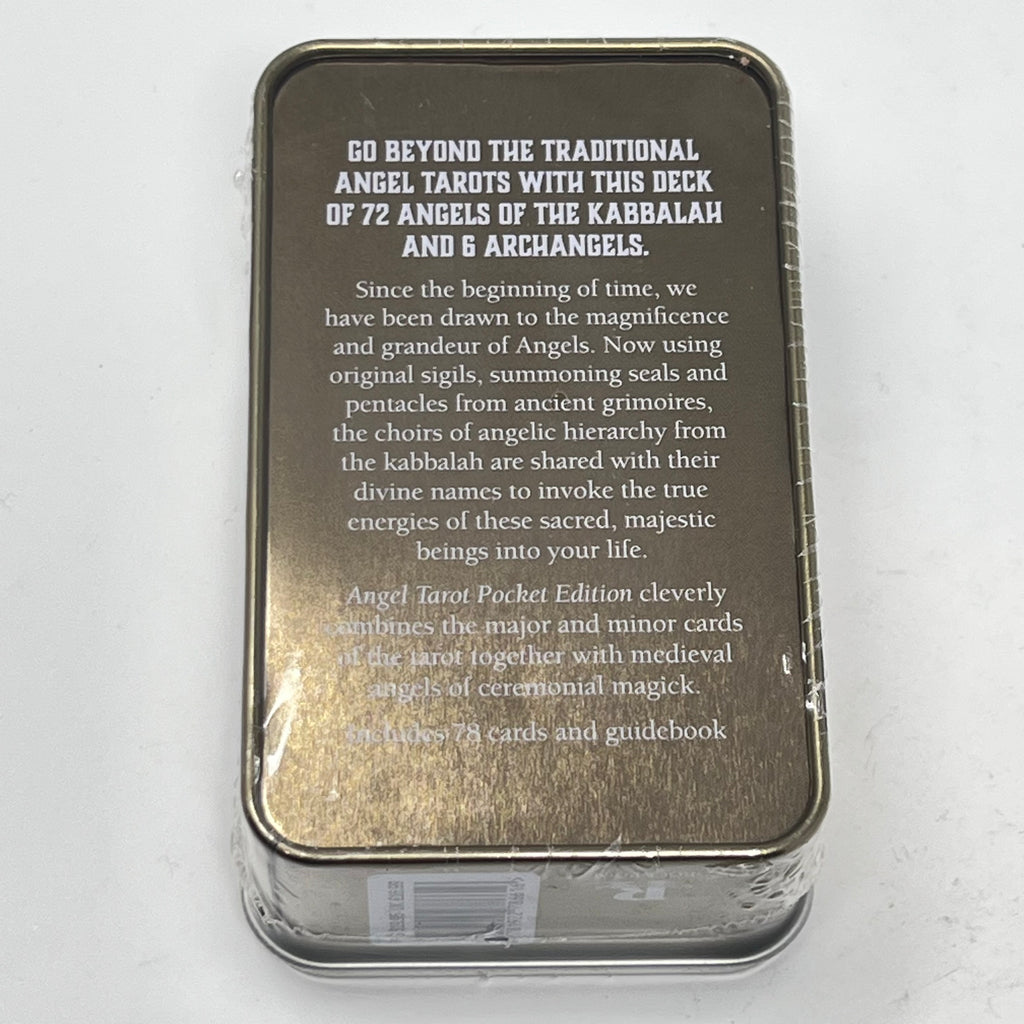 GO BEYOND THE TRADITIONAL
ANGEL TAROTS WITH THIS DECK
OF 72 ANGELS OF THE KABBALAH
AND 6 ARCHANGELS.
Since the beginning of time, we
have been drawn to the magnificence
and grandeur of Angels. Now using
original sigils, summoning seals and
pentacles from ancient grimoires,
the choirs of angelic hierarchy from
the kabbalah are shared with their
divine names to invoke the true
energies of these sacred, majestic
beings into your life.
Angel Tarot Pocket Edition cleverly
combines the major and minor cards
of the tarot together with medieval
angels of ceremonial magick.
Includes 78 cards and guidebook